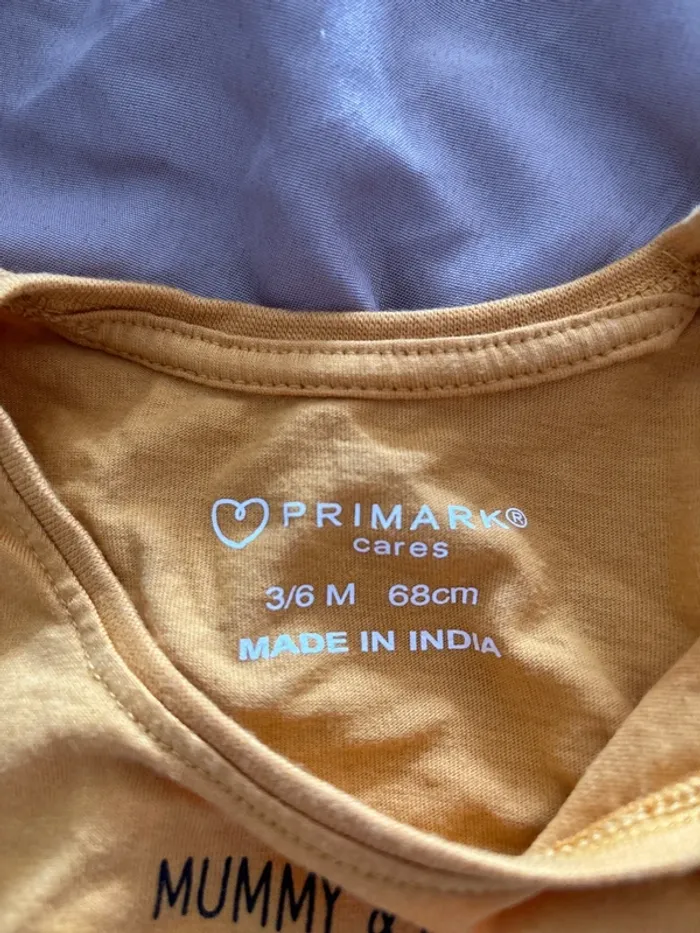 PRIMARK®
cares
3/6 M 68cm
MADE IN INDIA
MUMMY &